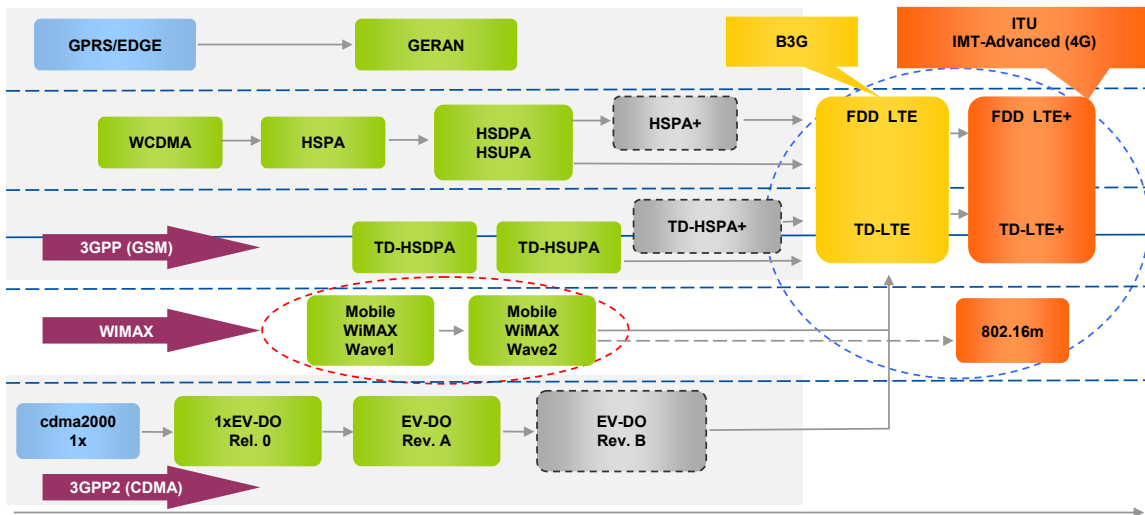 GPRS/EDGE
GERAN
B3G
ITU
IMT-Advanced (4G)
WCDMA
HSPA
HSDPA
HSUPA
HSPA+
FDD LTE
TD-LTE
FDD LTE+
TD-LTE+
3GPP (GSM)
TD-HSDPA
TD-HSUPA
TD-HSPA+
WIMAX
Mobile
WiMAX
Wave1
Mobile
WiMAX
Wave2
802.16m
cdma2000
1x
1xEV-DO
Rel. 0
EV-DO
Rev. A
EV-DO
Rev. B
3GPP2 (CDMA)